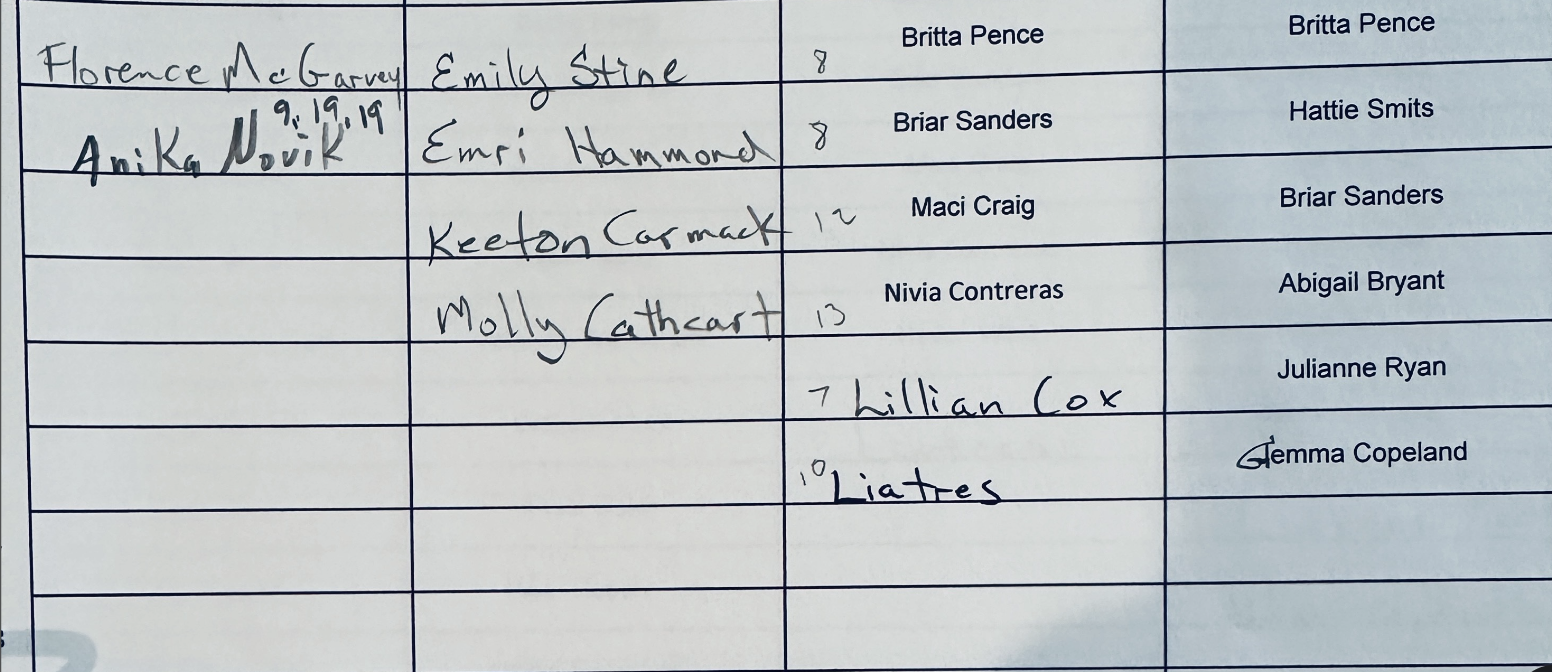 Florence McGarvey Emily Stine 8 Britta Pence Britta Pence
9, 19, 19
Anika Novik Emri Hammond 8 Briar Sanders Hattie Smits
Keeton Carmack 12 Maci Craig Briar Sanders
Molly Cathcart 13 Nivia Contreras Abigail Bryant
7 Lillian Cox Julianne Ryan
10 Liatres Gemma Copeland